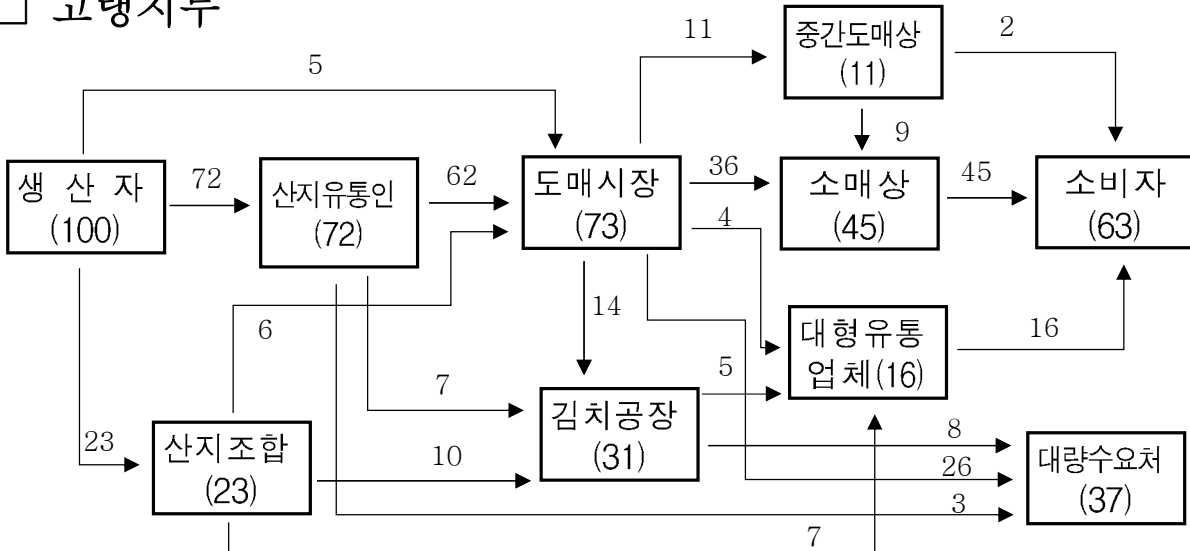 고랭지무
5
11
중간도매상
(11)
2
9
생 산 자
(100)
72
산지유통인
(72)
62
도매시장
(73)
36
4
소매상
(45)
45
소비자
(63)
6
14
대형유통
업체(16)
16
7
5
김치공장
(31)
23
산지조합
(23)
10
8
26
3
대량수요처
(37)
7